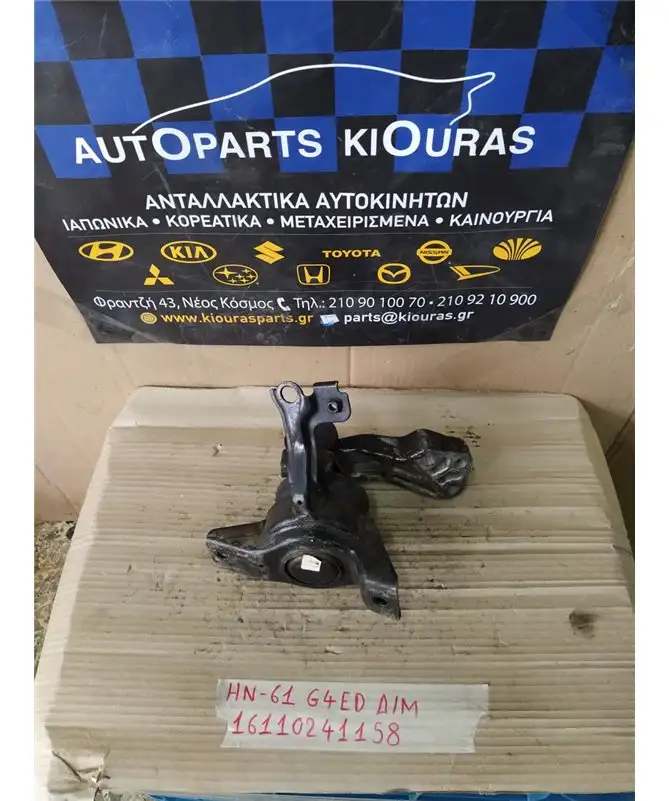 AUTOPARTS KIOURAS
ΑΝΤΑΛΛΑΚΤΙΚΑ ΑΥΤΟΚΙΝΗΤΩΝ
ΙΑΠΩΝΙΚΑ • ΚΟΡΕΑΤΙΚΑ • ΜΕΤΑΧΕΙΡΙΣΜΕΝΑ • ΚΑΙΝΟΥΡΓΙΑ
KIA TOYOTA NISSAN
Φραντζή 43, Νέος Κόσμος Τηλ.: 210 90 100 70 • 210 92 10 900
www.kiourasparts.gr parts@kiouras.gr
HN-61 G4ED Δ/Μ
16110241158